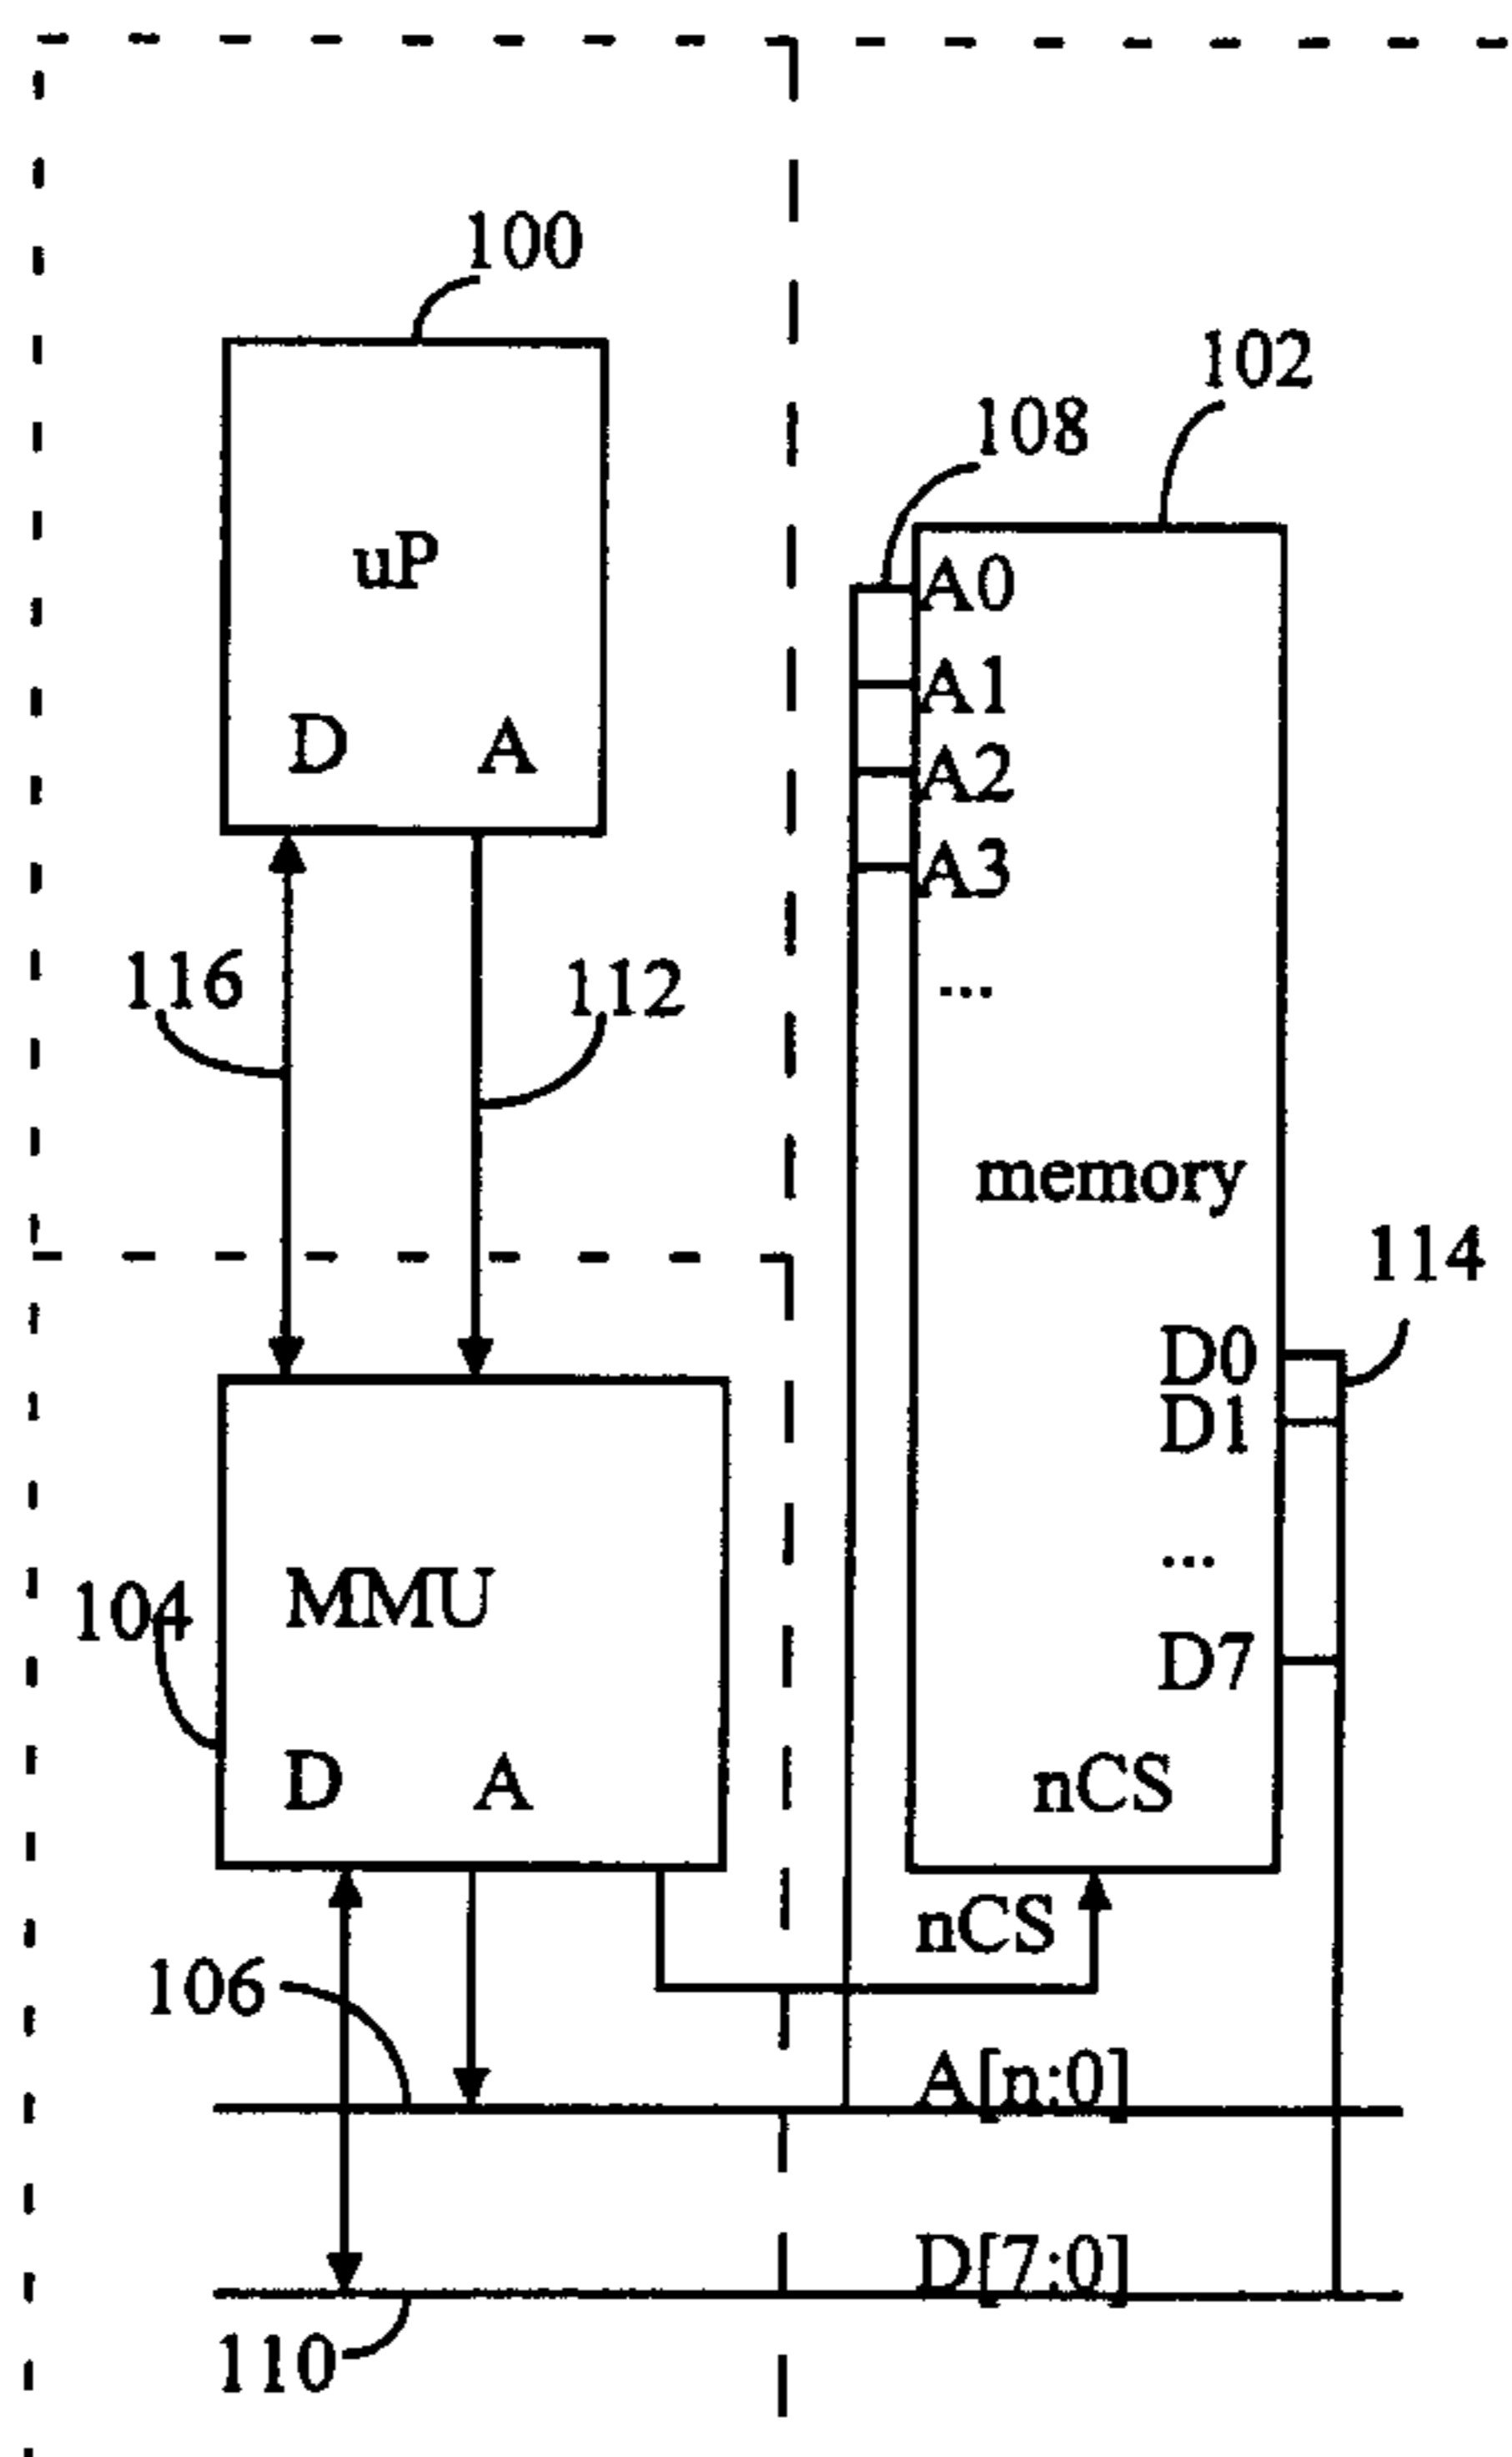 100
uP
D A
116
112
102
108
A0
A1
A2
A3
...
memory
114
D0
D1
...
D7
nCS
104
MMU
D A
nCS
106
A[n:0]
D[7:0]
110